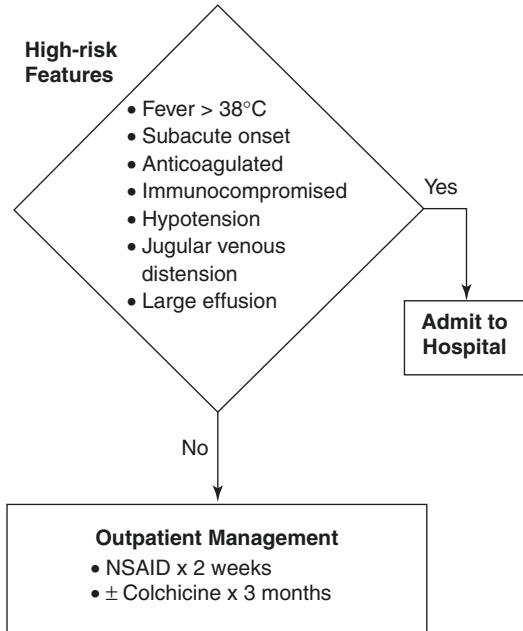 High-risk
Features
• Fever > 38°C
• Subacute onset
• Anticoagulated
• Immunocompromised
• Hypotension
• Jugular venous
distension
• Large effusion
Yes
Admit to
Hospital
No
Outpatient Management
• NSAID x 2 weeks
• ± Colchicine x 3 months